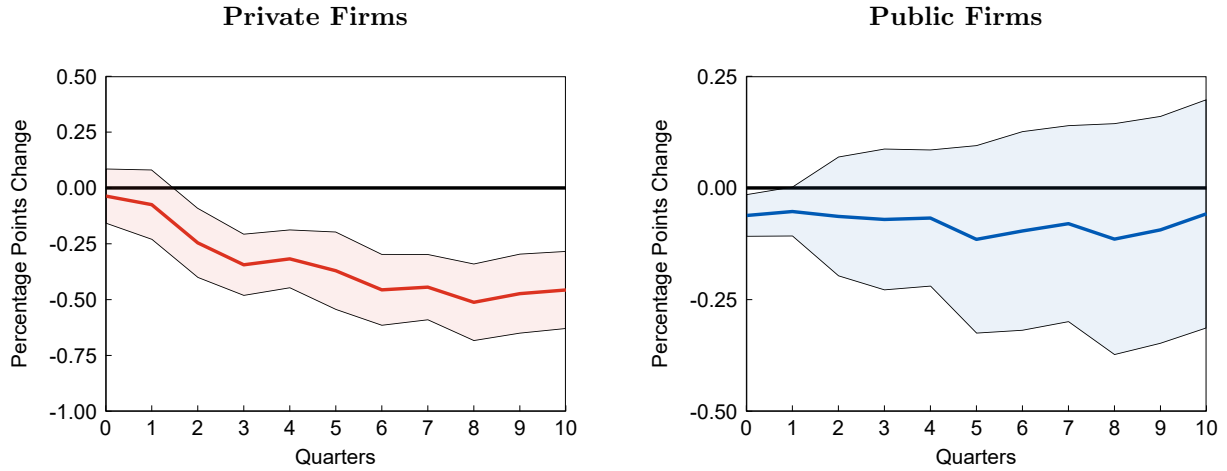 Private Firms
Percentage Points Change
0.50
0.25
0.00
-0.25
-0.50
-0.75
-1.00
0 1 2 3 4 5 6 7 8 9 10
Quarters
Public Firms
Percentage Points Change
0.25
0.00
-0.25
-0.50
0 1 2 3 4 5 6 7 8 9 10
Quarters